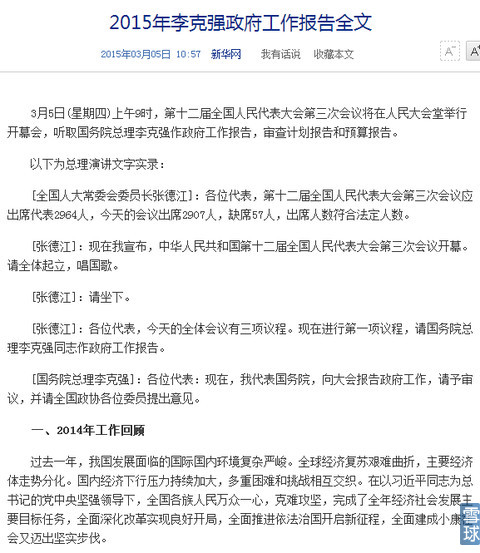 2015年李克强政府工作报告全文
2015年03月05日 10:57 新华网 我有话说 收藏本文 A- A+
3月5日(星期四)上午9时，第十二届全国人民代表大会第三次会议将在人民大会堂举行
开幕会，听取国务院总理李克强作政府工作报告，审查计划报告和预算报告。
以下为总理演讲文字实录：
[全国人大常委会委员长张德江]：各位代表，第十二届全国人民代表大会第三次会议应
出席代表2964人，今天的会议出席2907人，缺席57人，出席人数符合法定人数。
[张德江]：现在我宣布，中华人民共和国第十二届全国人民代表大会第三次会议开幕。
请全体起立，唱国歌。
[张德江]：请坐下。
[张德江]：各位代表，今天的全体会议有三项议程。现在进行第一项议程，请国务院总
理李克强同志作政府工作报告。
[国务院总理李克强]：各位代表：现在，我代表国务院，向大会报告政府工作，请予审
议，并请全国政协各位委员提出意见。
一、2014年工作回顾
过去一年，我国发展面临的国际国内环境复杂严峻。全球经济复苏艰难曲折，主要经济
体走势分化。国内经济下行压力持续加大，多重困难和挑战相互交织。在以习近平同志为总
书记的党中央坚强领导下，全国各族人民万众一心，克难攻坚，完成了全年经济社会发展主
要目标任务，全面深化改革实现良好开局，全面推进依法治国开启新征程，全面建成小康社
会又迈出坚实步伐。
雪球